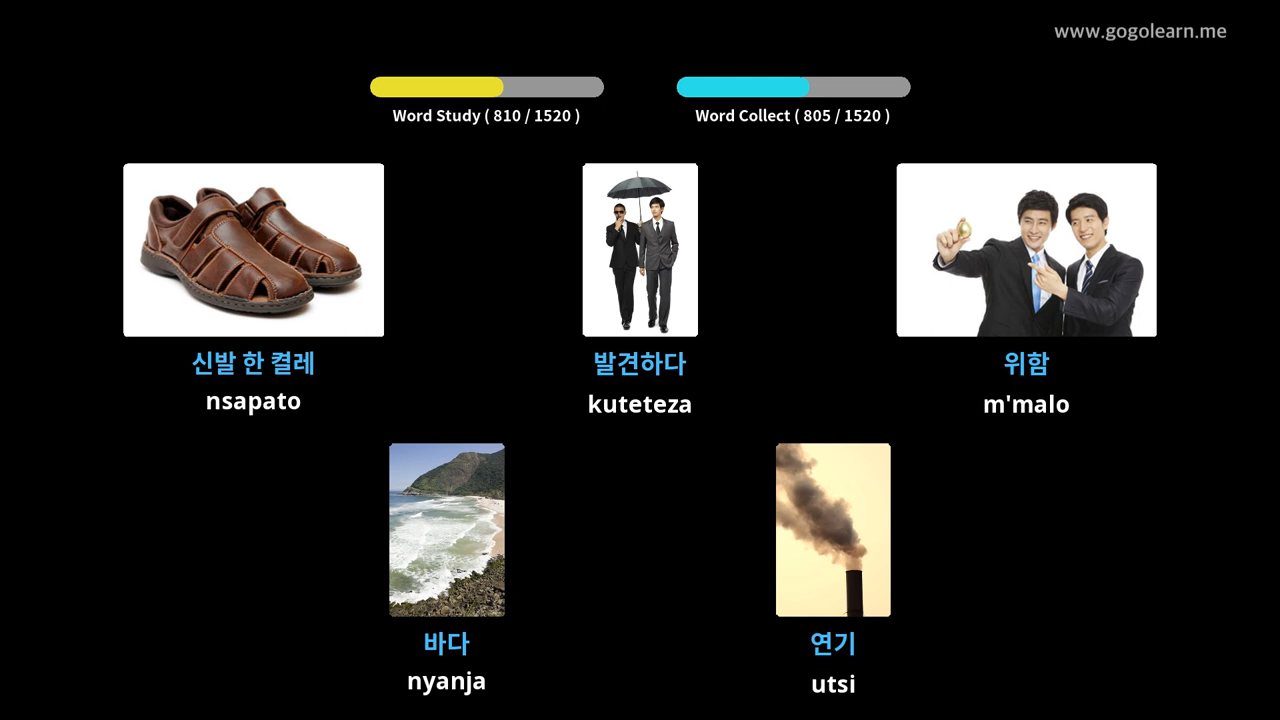 www.gogolearn.me
Word Study ( 810 / 1520 )
Word Collect ( 805 / 1520 )
신발 한 켤레
nsapato
발견하다
kuteteza
위함
m'malo
바다
nyanja
연기
utsi